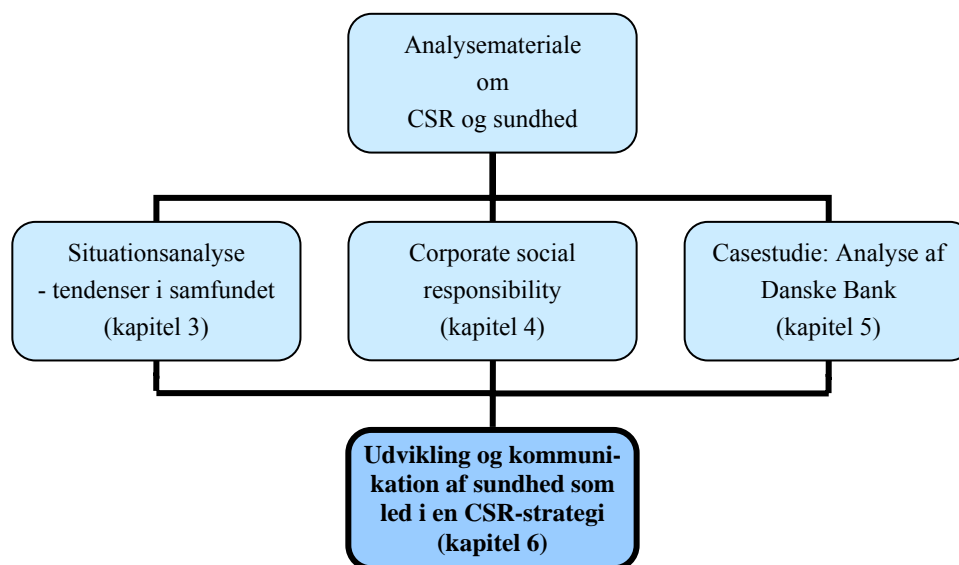 Analysemateriale
om
CSR og sundhed
Situationsanalyse
- tendenser i samfundet
(kapitel 3)
Corporate social
responsibility
(kapitel 4)
Casestudie: Analyse af
Danske Bank
(kapitel 5)
Udvikling og kommuni-
kation af sundhed som
led i en CSR-strategi
(kapitel 6)